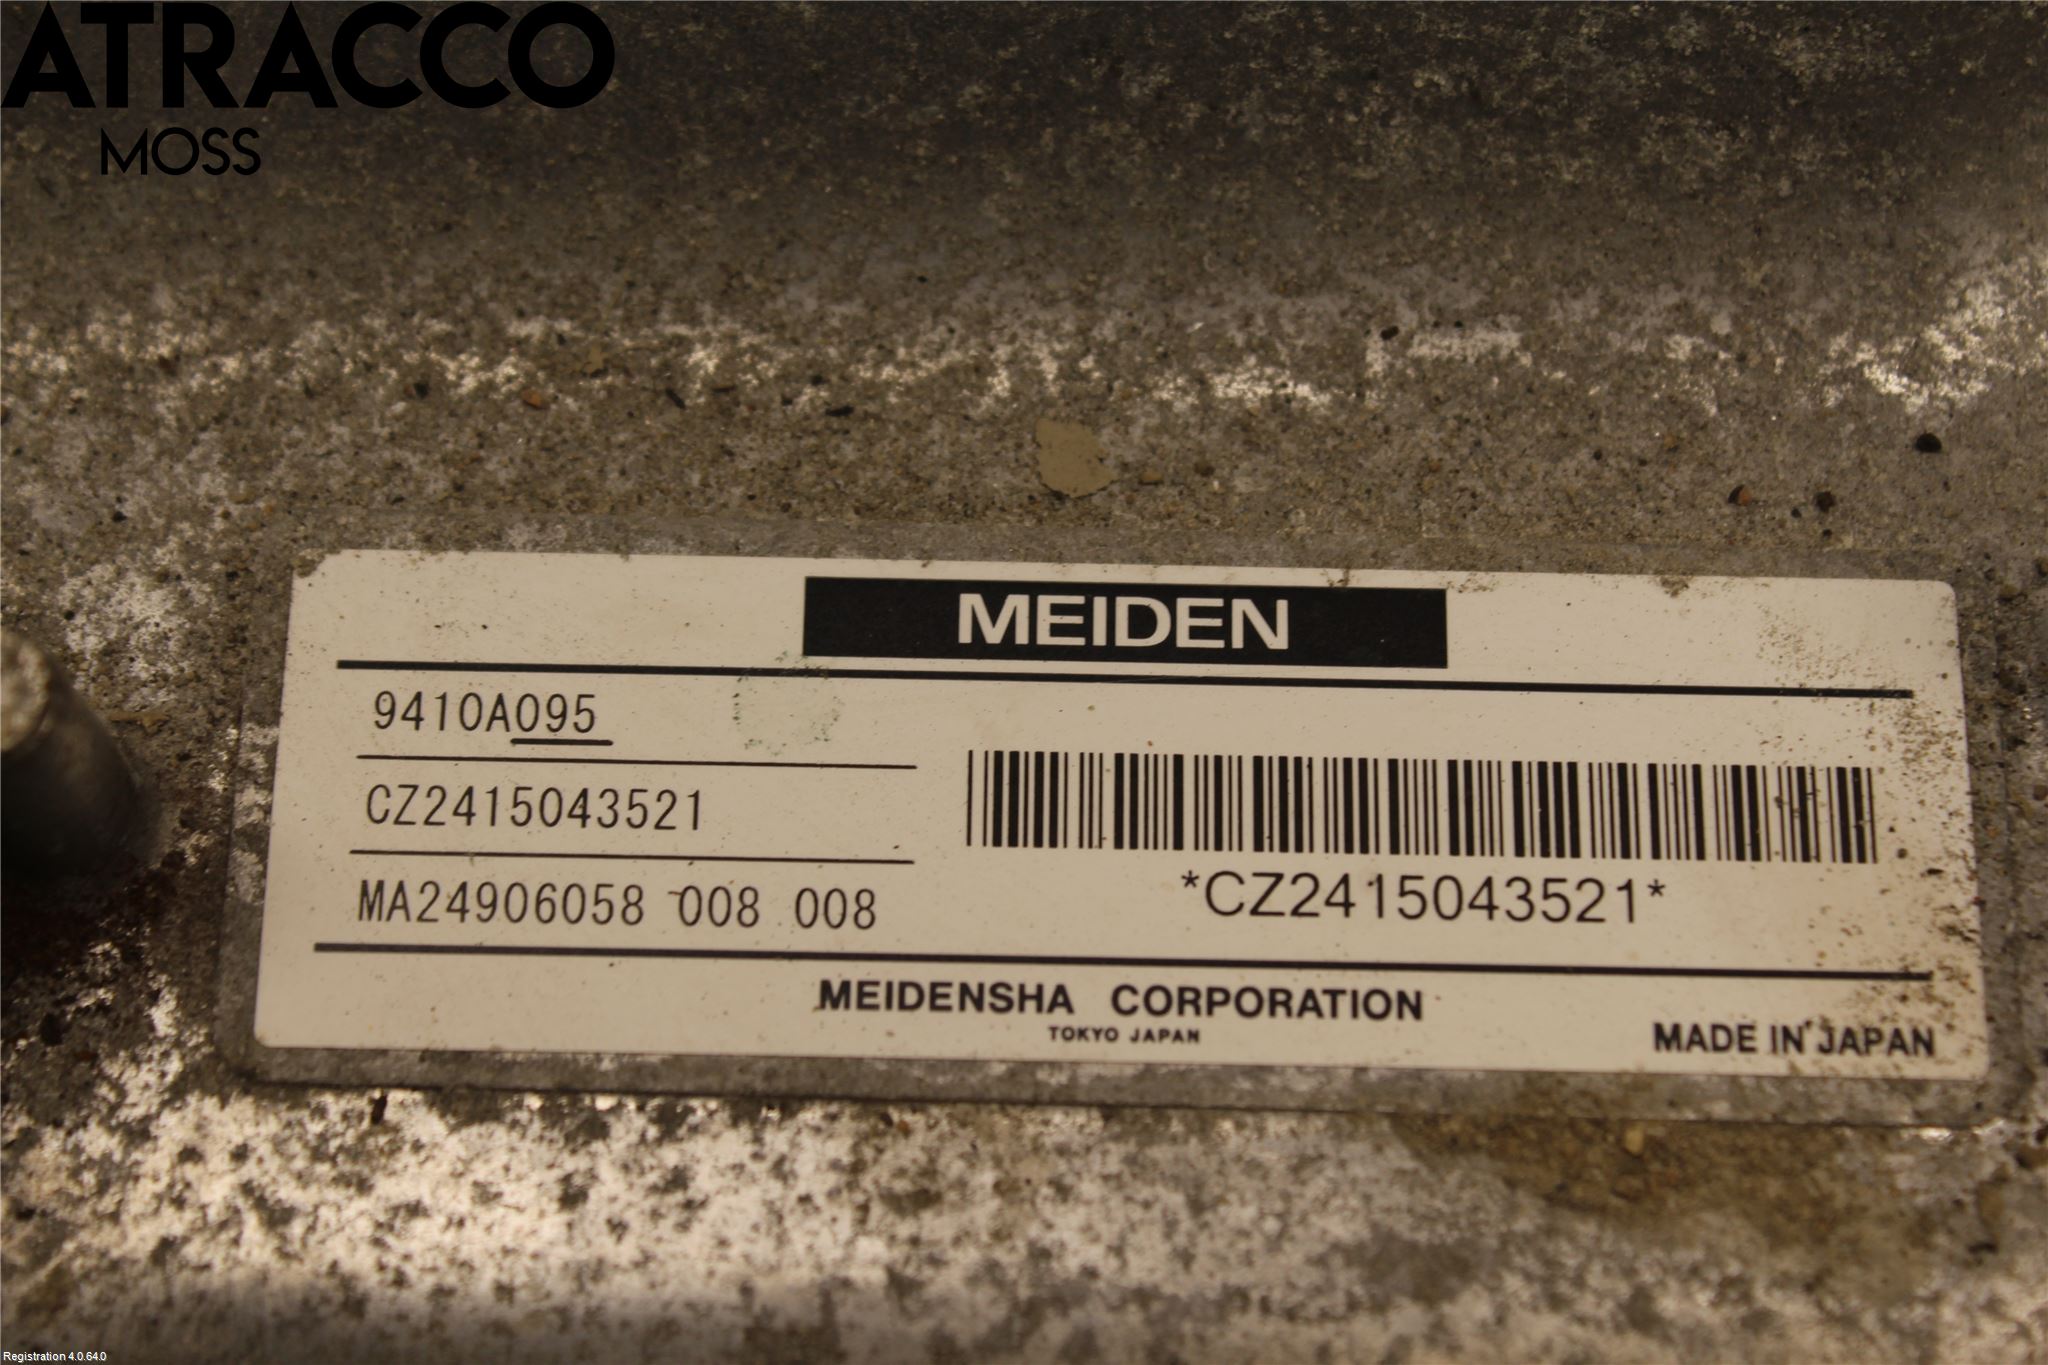 ATRACCO
MOSS
MEIDEN
9410A095
CZ2415043521
MA24906058 008 008
*CZ2415043521*
MEIDENSHA CORPORATION
TOKYO JAPAN
MADE IN JAPAN
Registration 4.0.64.0